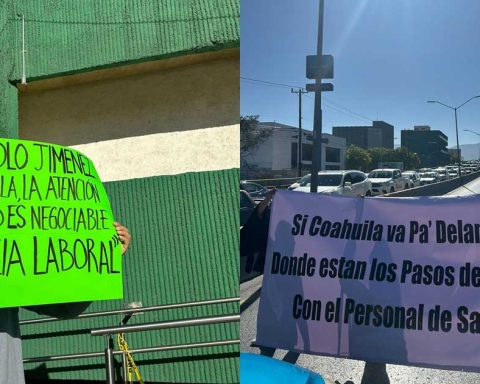 OLO JIMENEZ
LA, LA ATENCION
O ES NEGOCIABLE
CIA LABORAL"
Si Coahuila va Pa' Delan
Donde estan los Pasos de
Con el Personal de Sa